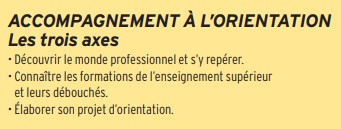 ACCOMPAGNEMENT À L'ORIENTATION
Les trois axes
• Découvrir le monde professionnel et s'y repérer.
• Connaître les formations de l'enseignement supérieur
et leurs débouchés.
• Élaborer son projet d'orientation.